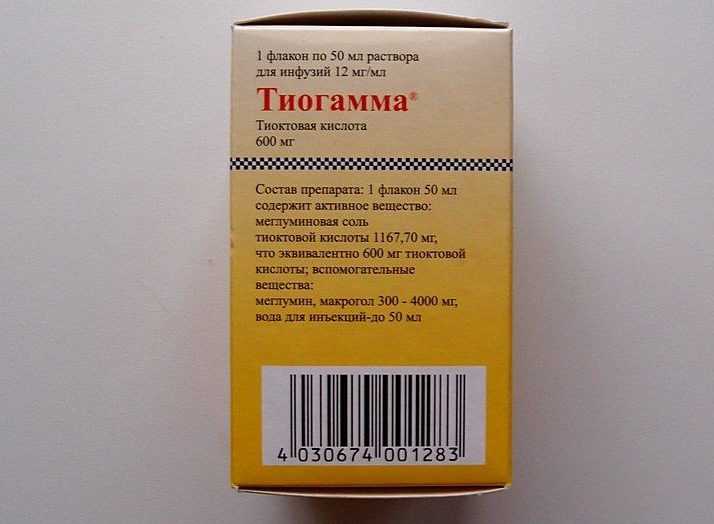 1 флакон по 50 мл раствора
для инфузий 12 мг/мл
Тиогамма®
Тиоктовая кислота
600 мг
Состав препарата: 1 флакон 50 мл
содержит активное вещество:
меглуминовая соль
тиоктовой кислоты 1167,70 мг,
что эквивалентно 600 мг тиоктовой
кислоты; вспомогательные
вещества:
меглумин, макрогол 300 - 4000 мг,
вода для инъекций-до 50 мл
4 030674 001283